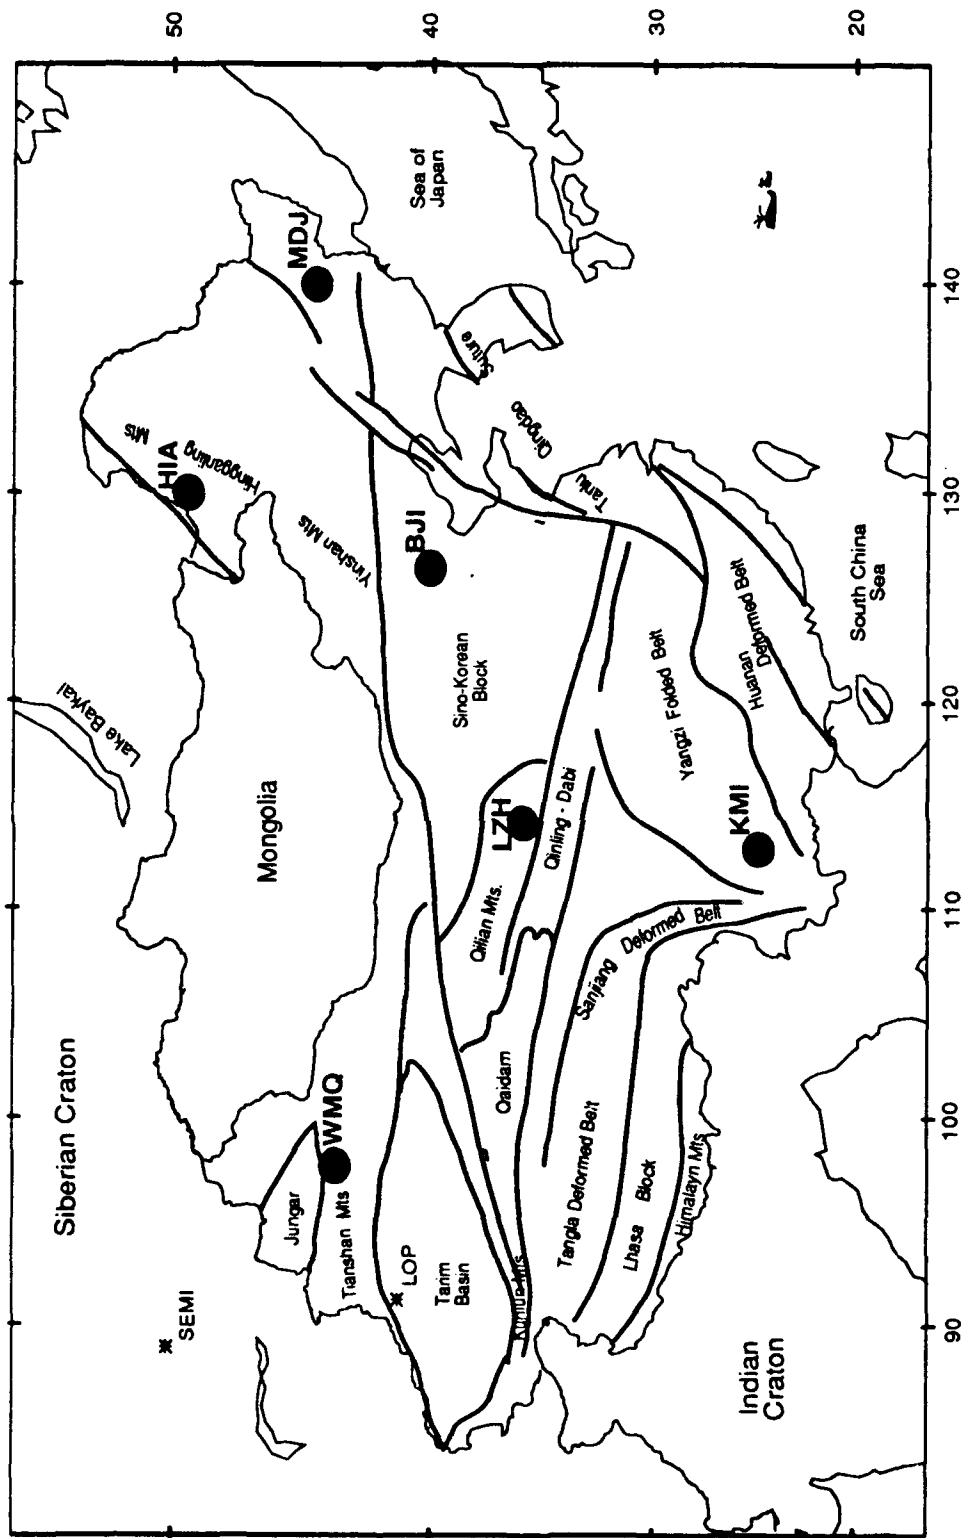 Siberian Craton
Lake Baykal
Mongolia
SEMI
Jungar
WMQ
Tianshan Mts
LOP
Tarim
Basin
Kunlun Mts
Qaidam
Qilian Mts.
LZH
Qinling - Dabi
Sino-Korean
Block
BJI
Yinshan Mts
HIA
Hingganling Mts
MDJ
Sea of
Japan
Suture
Qingdao
Tanlu
Yangzi Folded Belt
Huanan
Deformed Belt
South China
Sea
KMI
Sanjiang Deformed Belt
Tangla Deformed Belt
Lhasa Block
Himalayn Mts
Indian
Craton
50
40
30
20
90
100
110
120
130
140